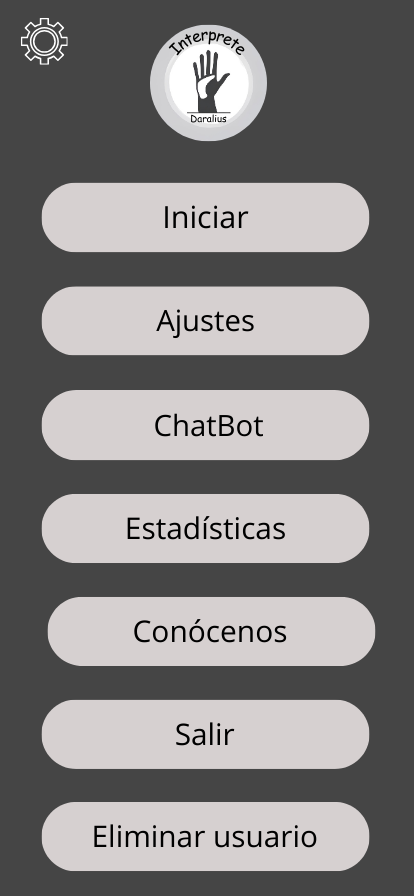 Interprete
Daralius
Iniciar
Ajustes
ChatBot
Estadísticas
Conócenos
Salir
Eliminar usuario